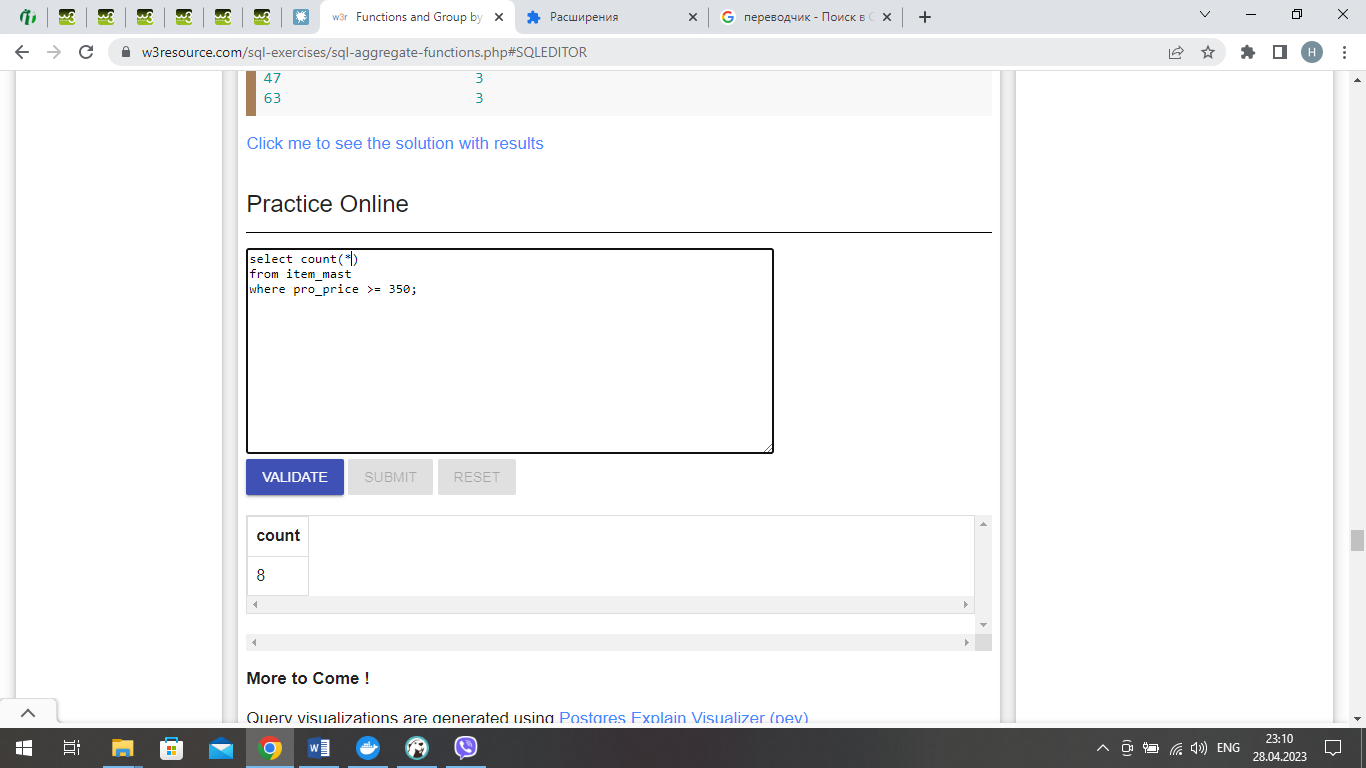 w3r Functions and Group by
Расширения
переводчик - Поиск в
w3resource.com/sql-exercises/sql-aggregate-functions.php#SQLEDITOR
H
47 3
63 3
Click me to see the solution with results
Practice Online
select count(*)
from item_mast
where pro_price >= 350;
VALIDATE SUBMIT RESET
count
8
More to Come !
Query visualizations are generated using Postgres Explain Visualizer (pev)
ENG
23:10
28.04.2023